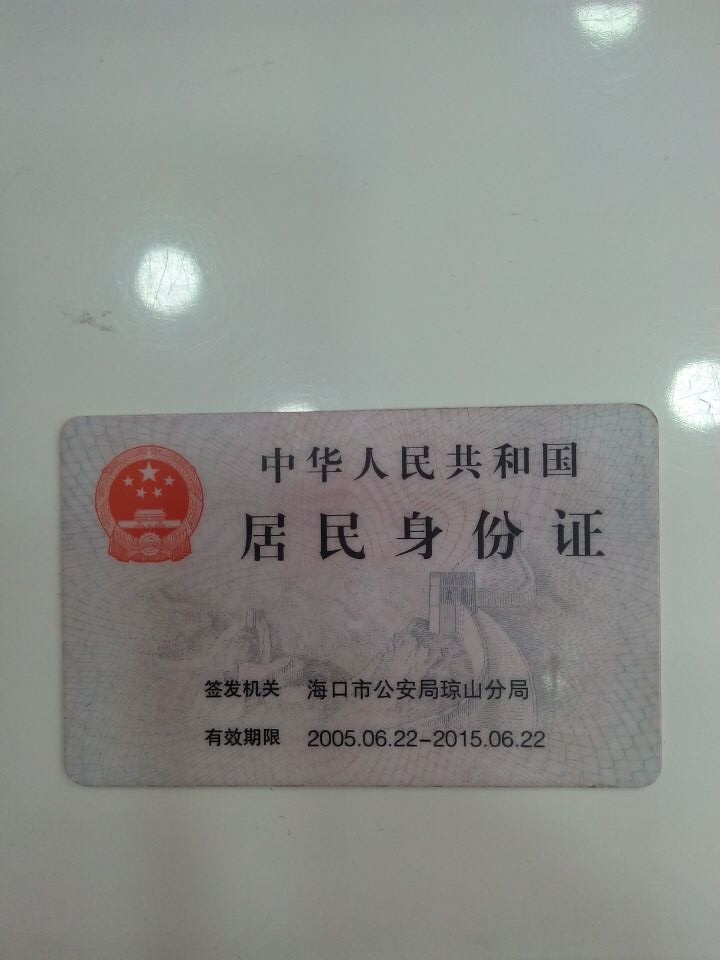 中华人民共和国
居民身份证
签发机关 海口市公安局琼山分局
有效期限 2005.06.22-2015.06.22